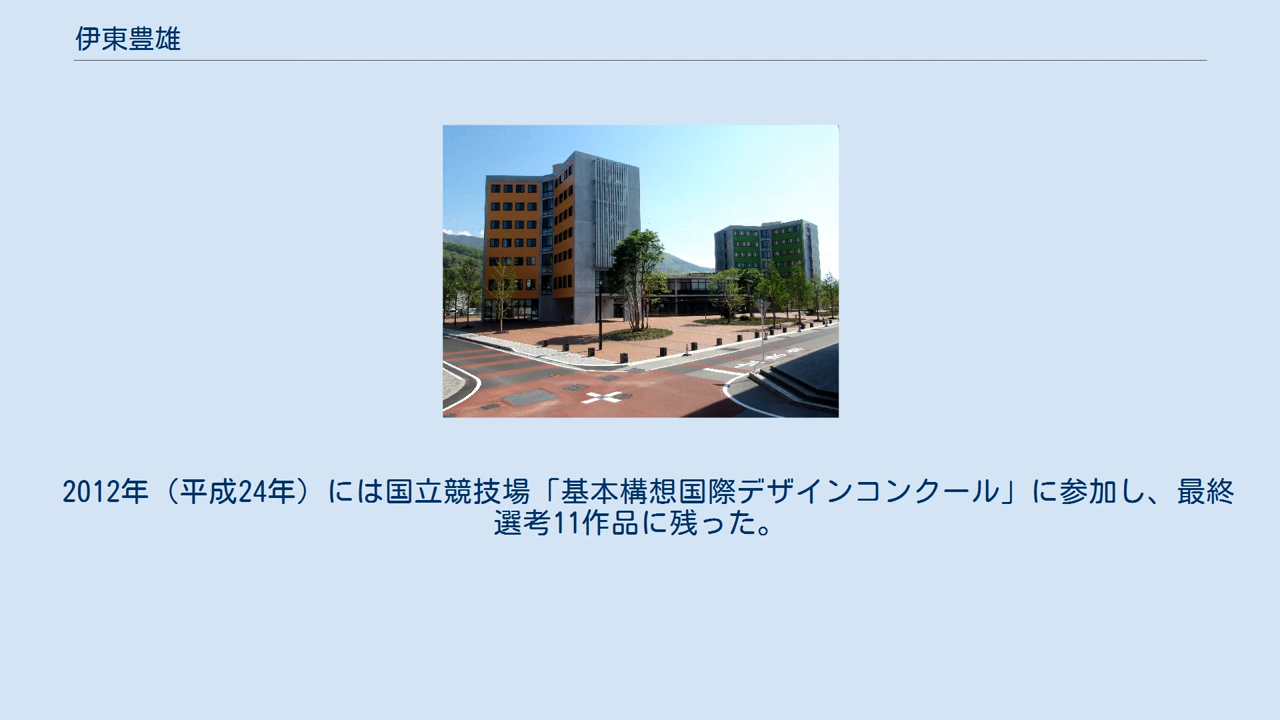 伊東豊雄
2012年（平成24年）には国立競技場「基本構想国際デザインコンクール」に参加し、最終
選考11作品に残った。